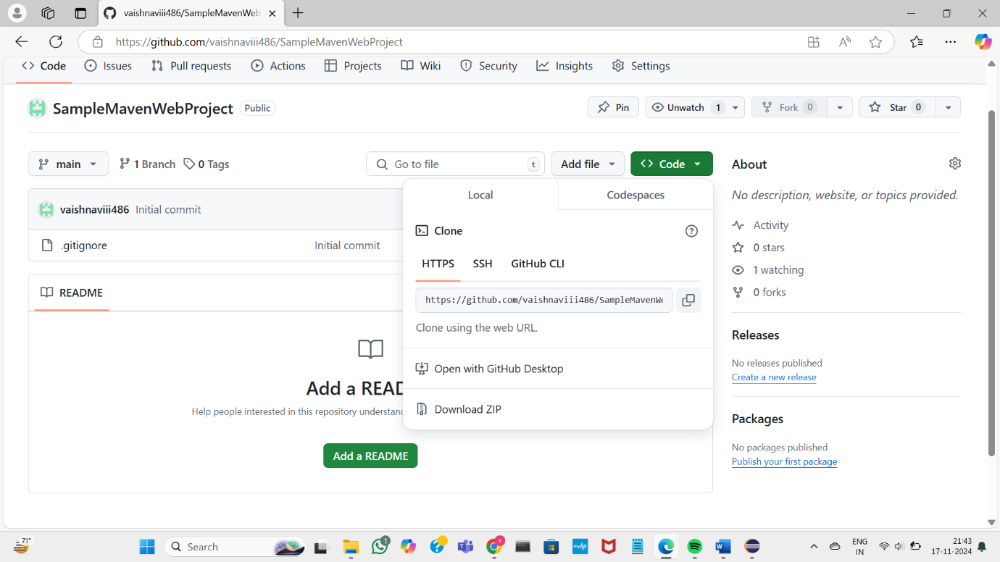 vaishnaviii486/SampleMavenWeb
https://github.com/vaishnaviii486/SampleMavenWebProject
Code Issues Pull requests Actions Projects Wiki Security Insights Settings
SampleMavenWebProject Public Pin Unwatch 1 Fork 0 Star 0
main 1 Branch 0 Tags Go to file t Add file Code
About
No description, website, or topics provided.
Activity
0 stars
1 watching
0 forks
Releases
No releases published
Create a new release
Packages
No packages published
Publish your first package
Local Codespaces
Clone
HTTPS SSH GitHub CLI
https://github.com/vaishnaviii486/SampleMavenWe
Clone using the web URL.
Open with GitHub Desktop
Download ZIP
vaishnaviii486 Initial commit
.gitignore Initial commit
README
Add a READ
Help people interested in this repository understand
Add a README
71°
Search
1
V
myhp
W
ENG
IN
21:43
17-11-2024